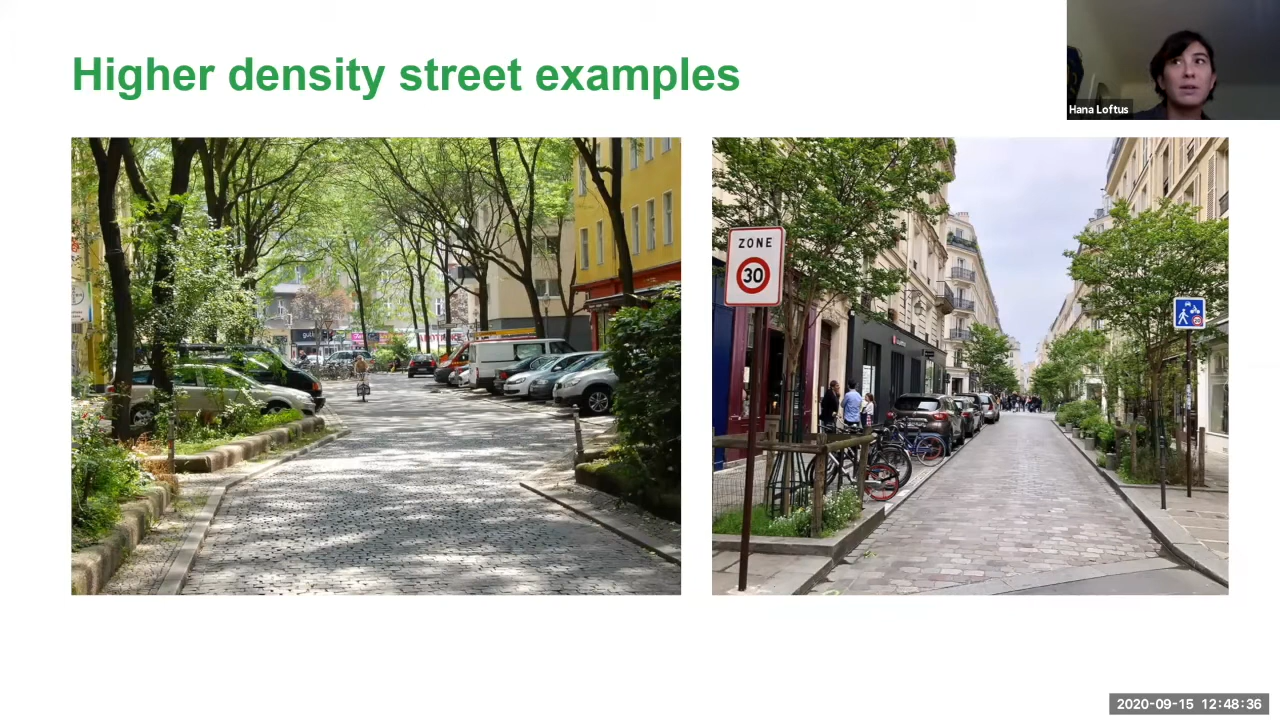 Higher density street examples
Hana Loftus
ZONE
30
2020-09-15 12:48:36